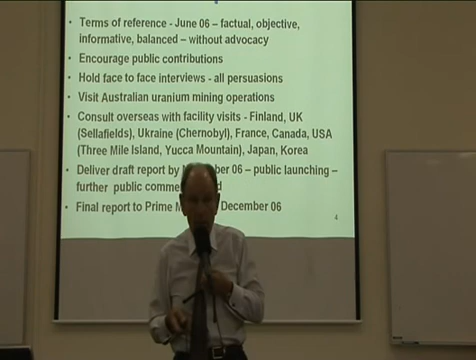 • Terms of reference - June 06 – factual, objective,
informative, balanced – without advocacy
• Encourage public contributions
• Hold face to face interviews - all persuasions
• Visit Australian uranium mining operations
• Consult overseas with facility visits - Finland, UK
(Sellafields), Ukraine (Chernobyl), France, Canada, USA
(Three Mile Island, Yucca Mountain), Japan, Korea
• Deliver draft report by ber 06 – public launching –
further public comme d
• Final report to Prime M December 06
4